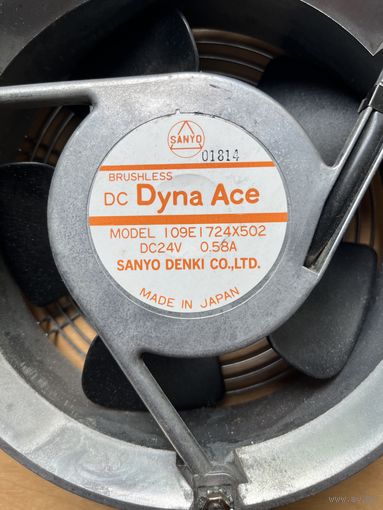 SANYO
01814
BRUSHLESS
DC Dyna Ace
MODEL 109E1724X502
DC24V 0.58A
SANYO DENKI CO.,LTD.
MADE IN JAPAN